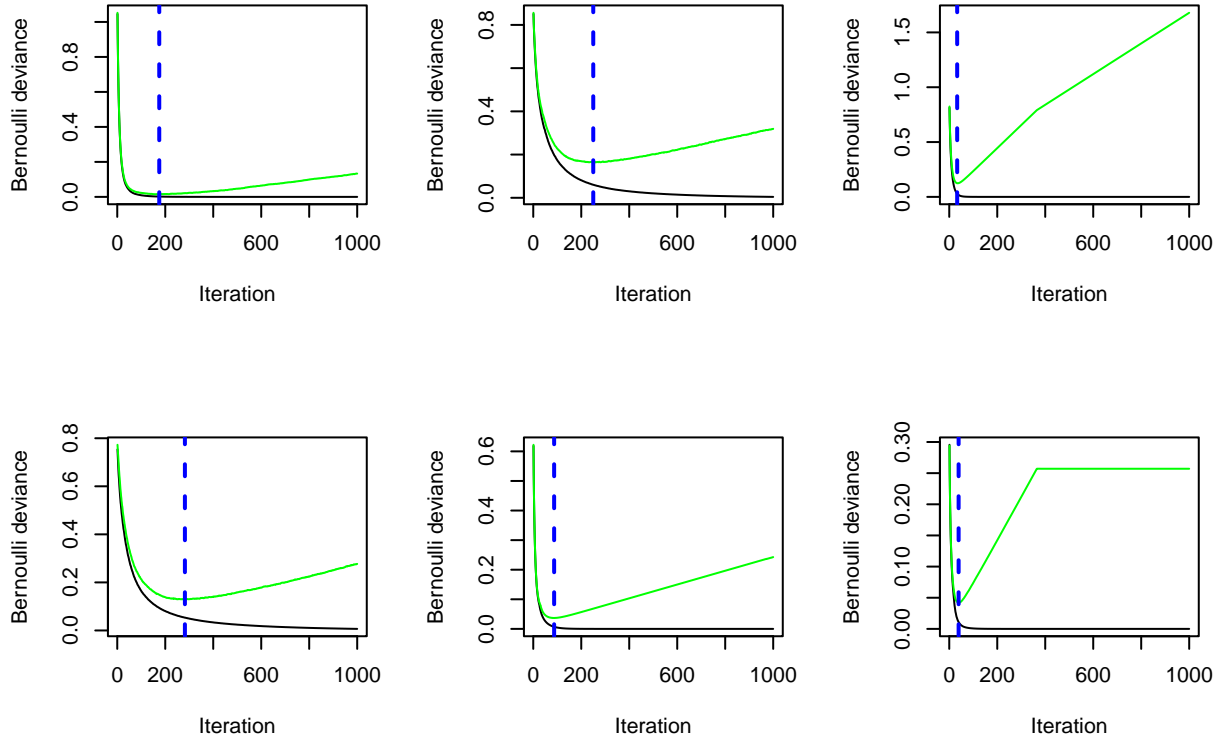 Bernoulli deviance
0.0 0.4 0.8
0 200 600 1000
Iteration
Bernoulli deviance
0.0 0.4 0.8
0 200 600 1000
Iteration
Bernoulli deviance
0.0 0.5 1.0 1.5
0 200 600 1000
Iteration
Bernoulli deviance
0.0 0.2 0.4 0.6 0.8
0 200 600 1000
Iteration
Bernoulli deviance
0.0 0.2 0.4 0.6
0 200 600 1000
Iteration
Bernoulli deviance
0.00 0.10 0.20 0.30
0 200 600 1000
Iteration